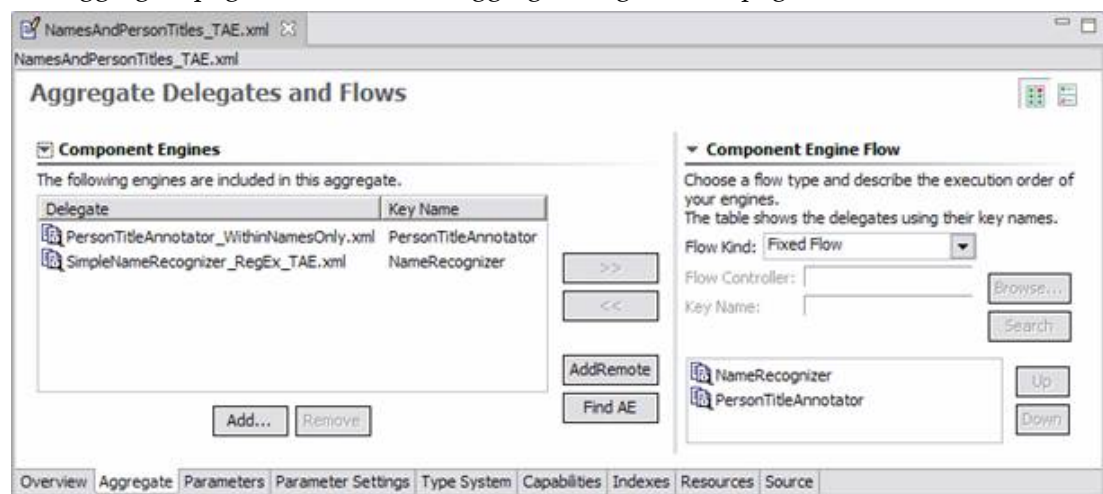 NamesAndPersonTitles_TAE.xml
NamesAndPersonTitles_TAE.xml
Aggregate Delegates and Flows
Component Engines
The following engines are included in this aggregate.
Delegate Key Name
PersonTitleAnnotator_WithinNamesOnly.xml PersonTitleAnnotator
SimpleNameRecognizer_RegEx_TAE.xml NameRecognizer
>>
<<
AddRemote
Find AE
Add... Remove
Component Engine Flow
Choose a flow type and describe the execution order of
your engines.
The table shows the delegates using their key names.
Flow Kind: Fixed Flow
Flow Controller:
Browse...
Key Name:
Search
NameRecognizer
PersonTitleAnnotator
Up
Down
Overview Aggregate Parameters Parameter Settings Type System Capabilities Indexes Resources Source